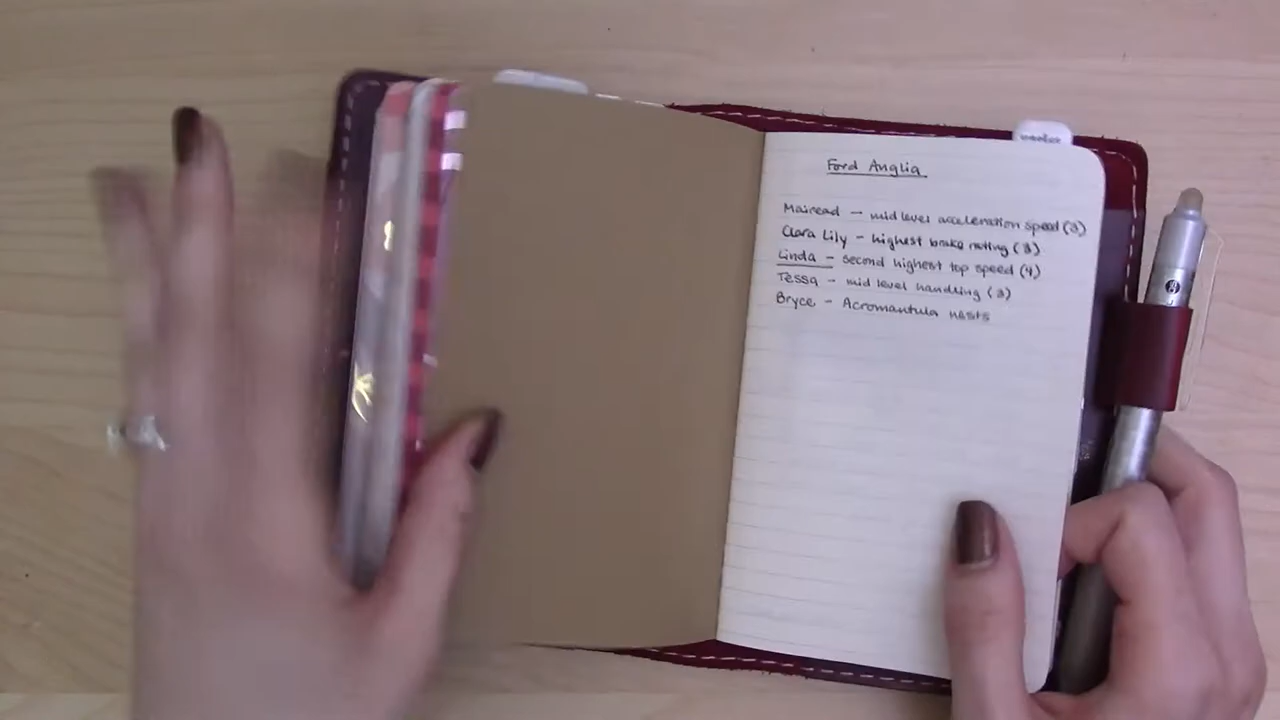 Ford Anglia
Mairead - mid level acceleration speed (3)
Clara Lily - highest brake rating (3)
Linda - second highest top speed (4)
Tessa - mid level handling (3)
Bryce - Acromantula nests